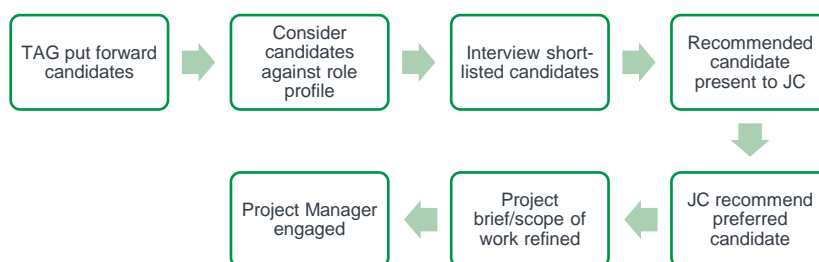 TAG put forward
candidates
Consider
candidates
against role
profile
Interview short-
listed candidates
Recommended
candidate
present to JC
JC recommend
preferred
candidate
Project
brief/scope of
work refined
Project Manager
engaged